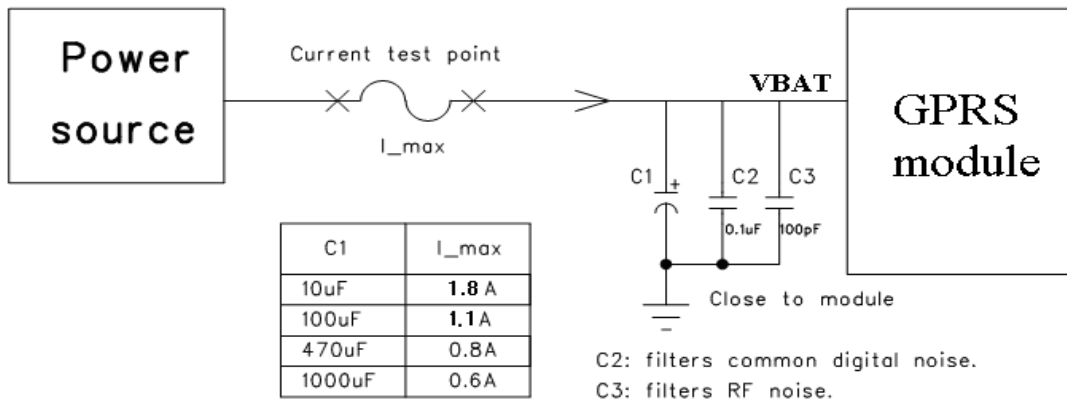 Power
source
Current test point
I_max
VBAT
GPRS
module
C1
+
C2
C3
0.1uF
100pF
Close to module
C1 I_max
10uF 1.8 A
100uF 1.1 A
470uF 0.8A
1000uF 0.6A
C2: filters common digital noise.
C3: filters RF noise.